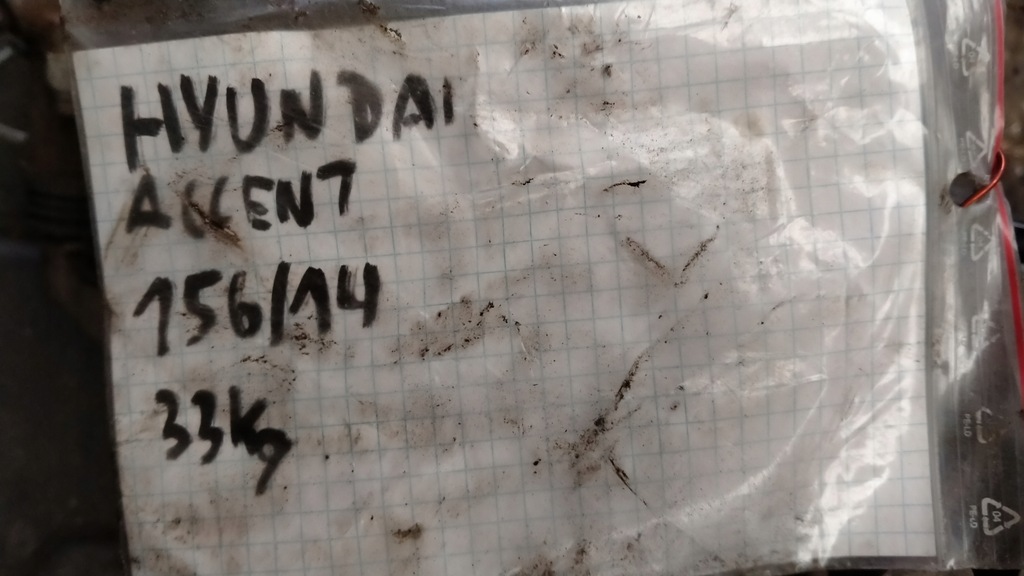 HYUNDAI
ACCENT
156/14
33kg